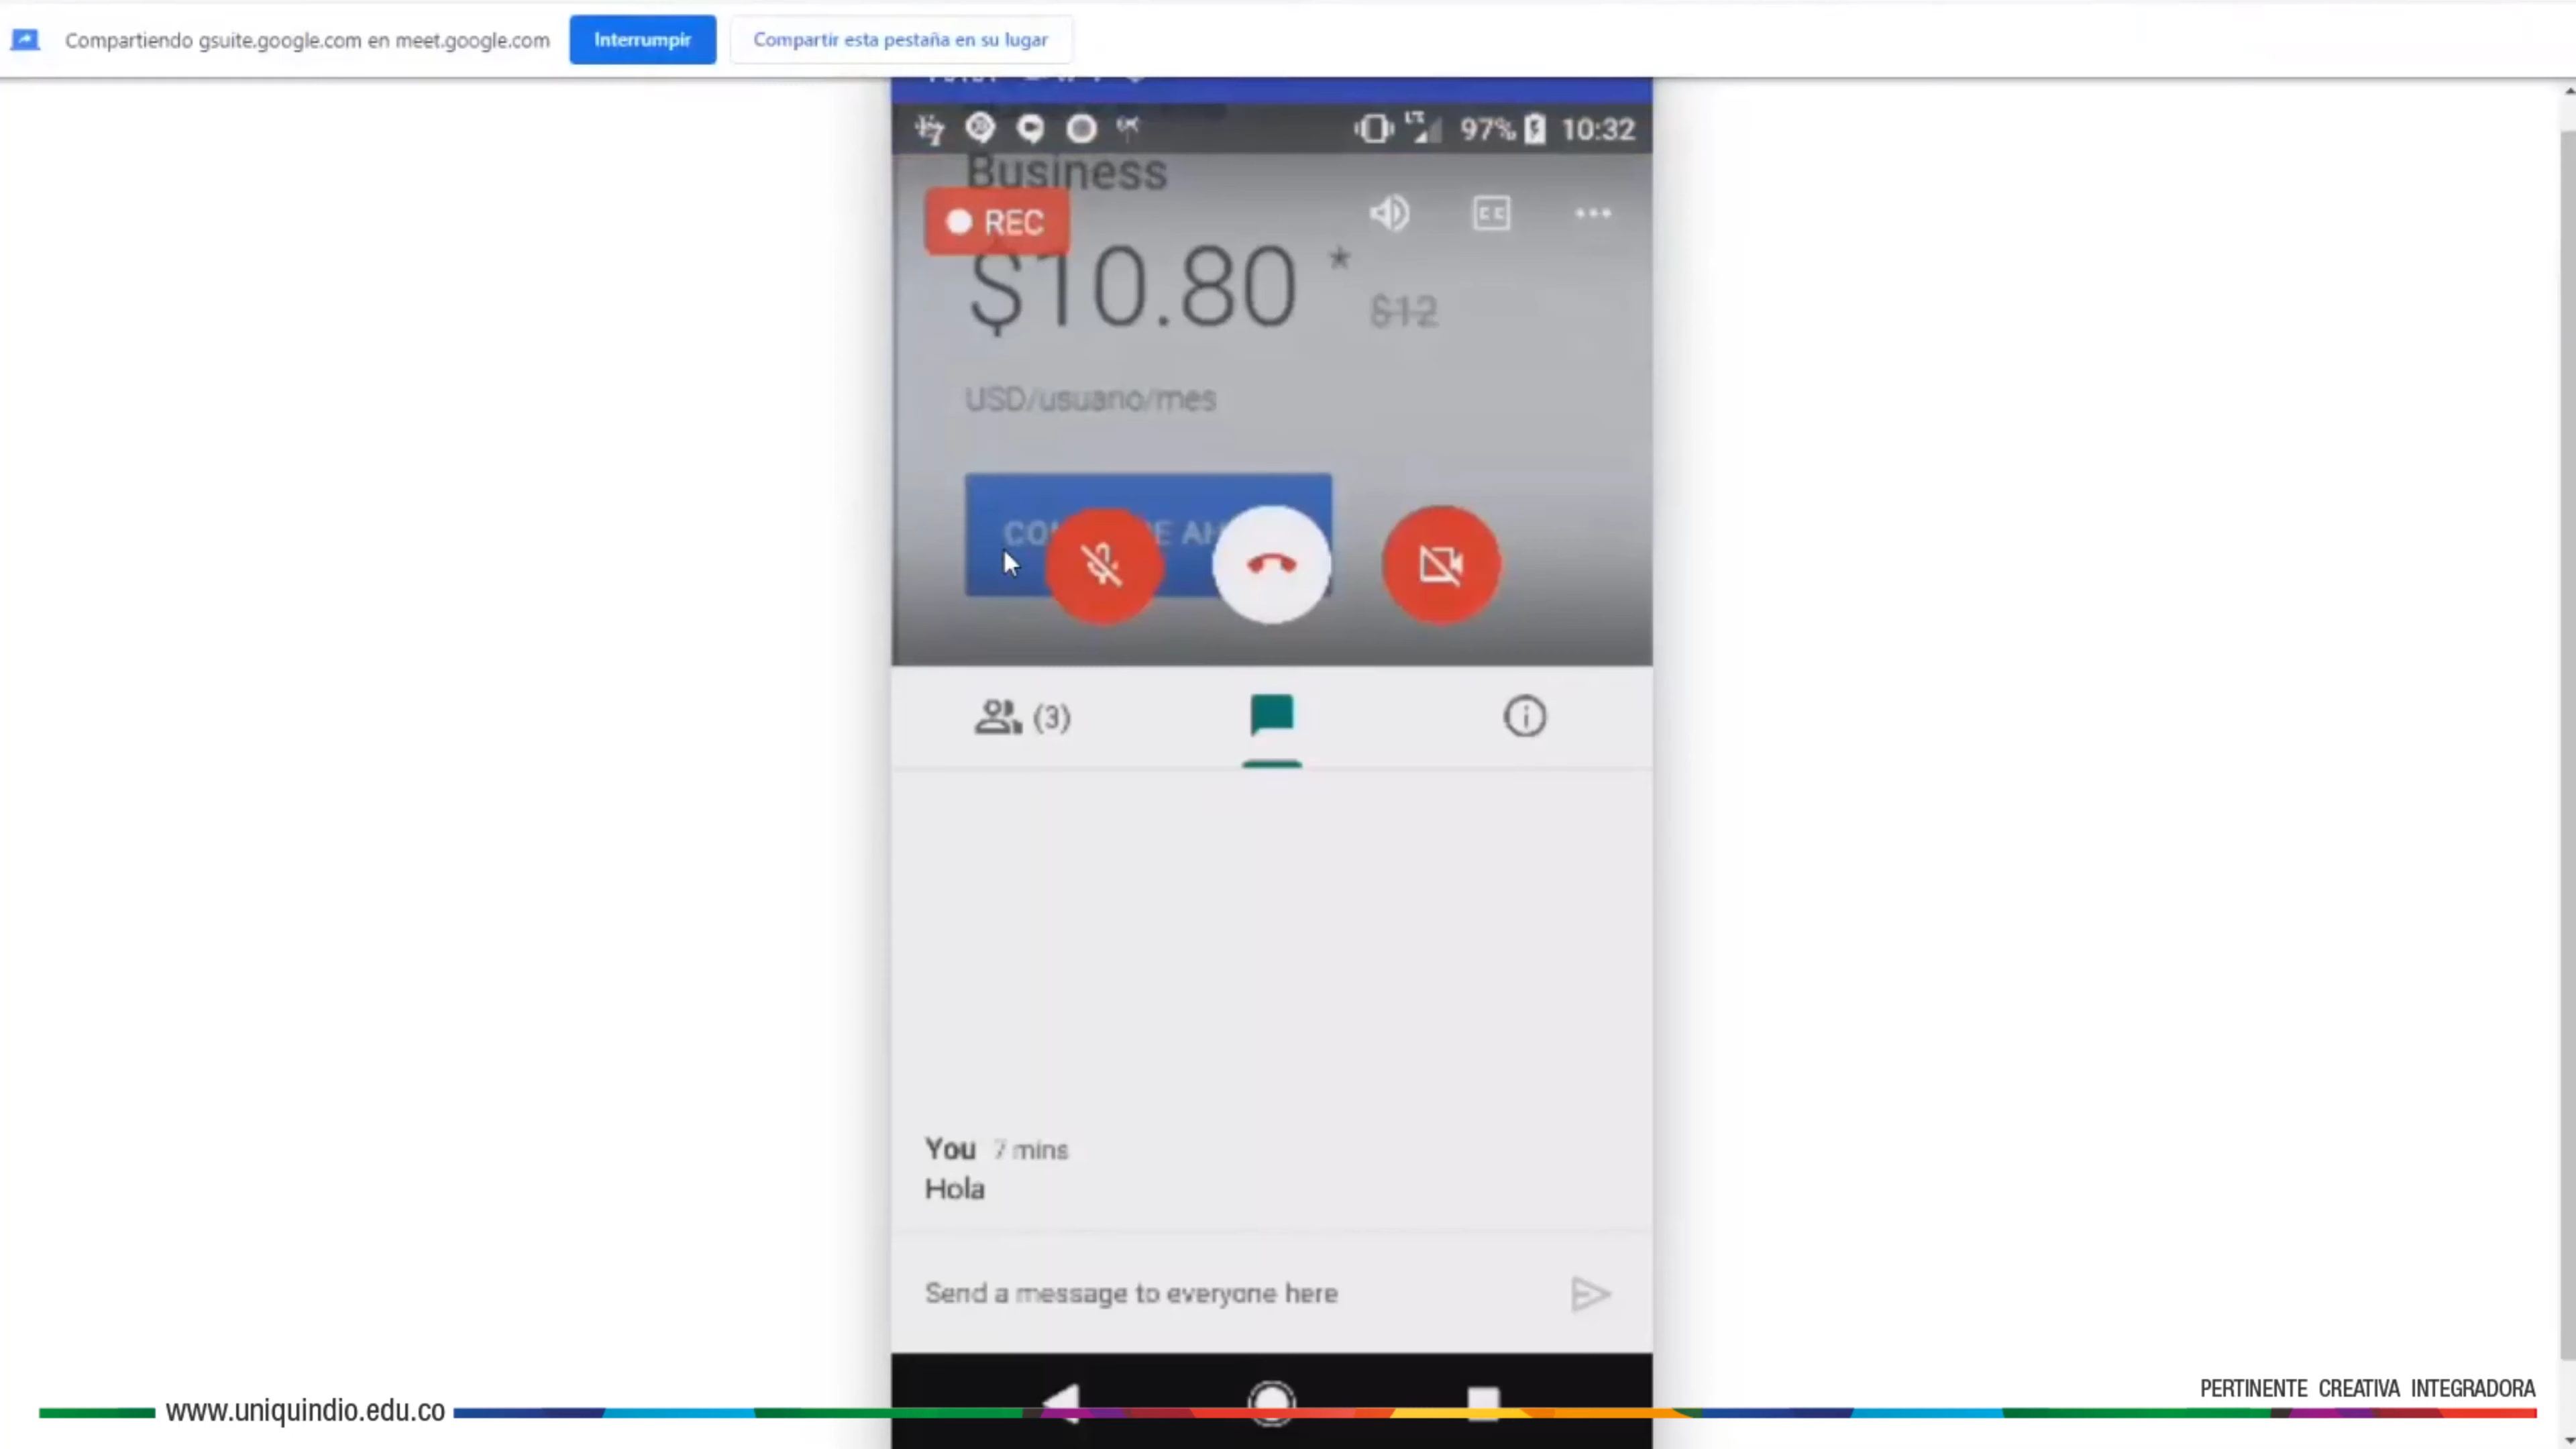 Compartiendo gsuite.google.com en meet.google.com
Interrumpir
Compartir esta pestaña en su lugar
97% 10:32
Business
REC
$10.80 * $12
USD/usuario/mes
(3)
You 7 mins
Hola
Send a message to everyone here
PERTINENTE CREATIVA INTEGRADORA
www.uniquindio.edu.co